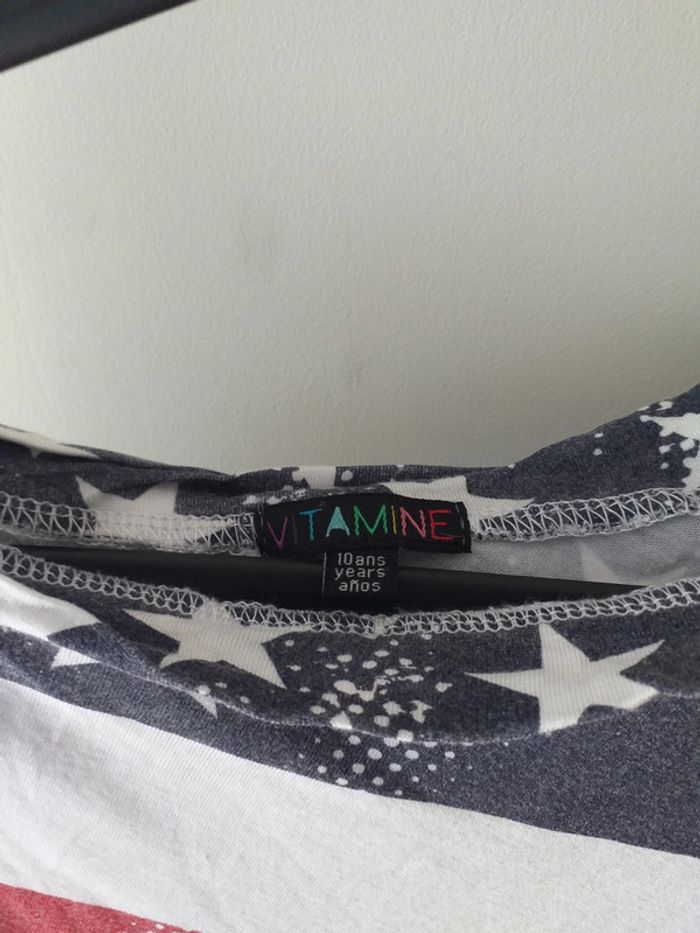 VITAMINE
10ans
years
años